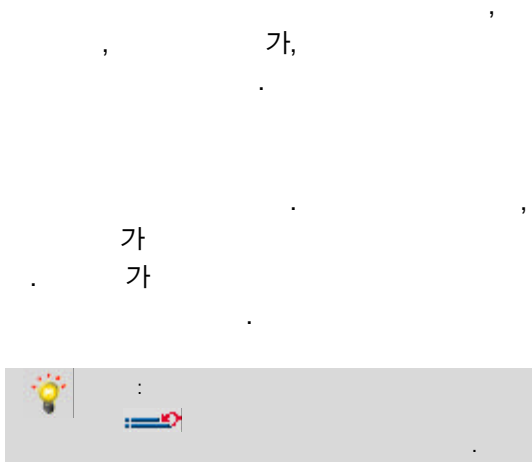 ,
, 가,
.
. ,
가
. 가
.
:
.